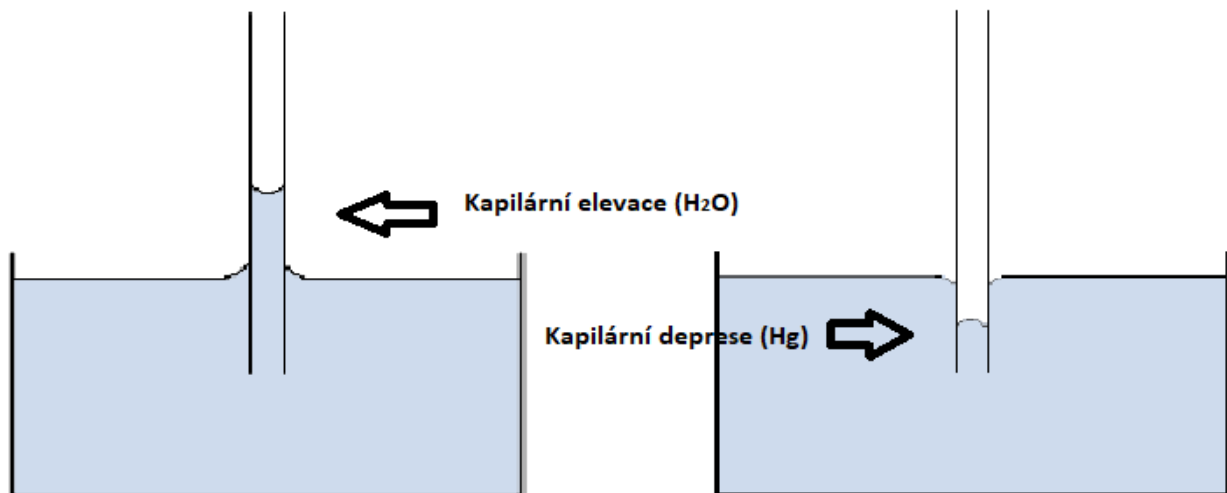 Kapilární elevace (H₂O)
Kapilární deprese (Hg)